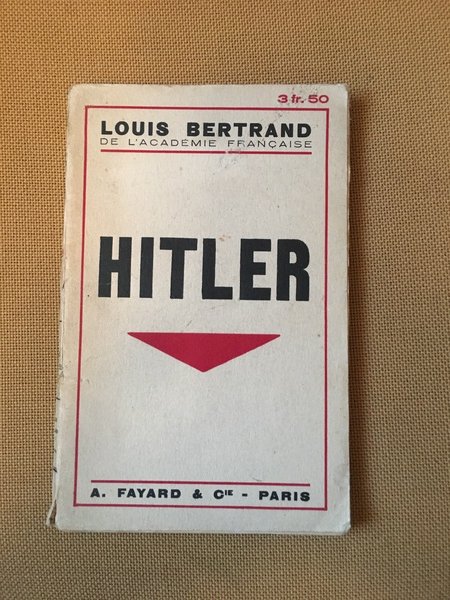 3 fr. 50
LOUIS BERTRAND
DE L'ACADÉMIE FRANÇAISE
HITLER
A. FAYARD & CIE - PARIS